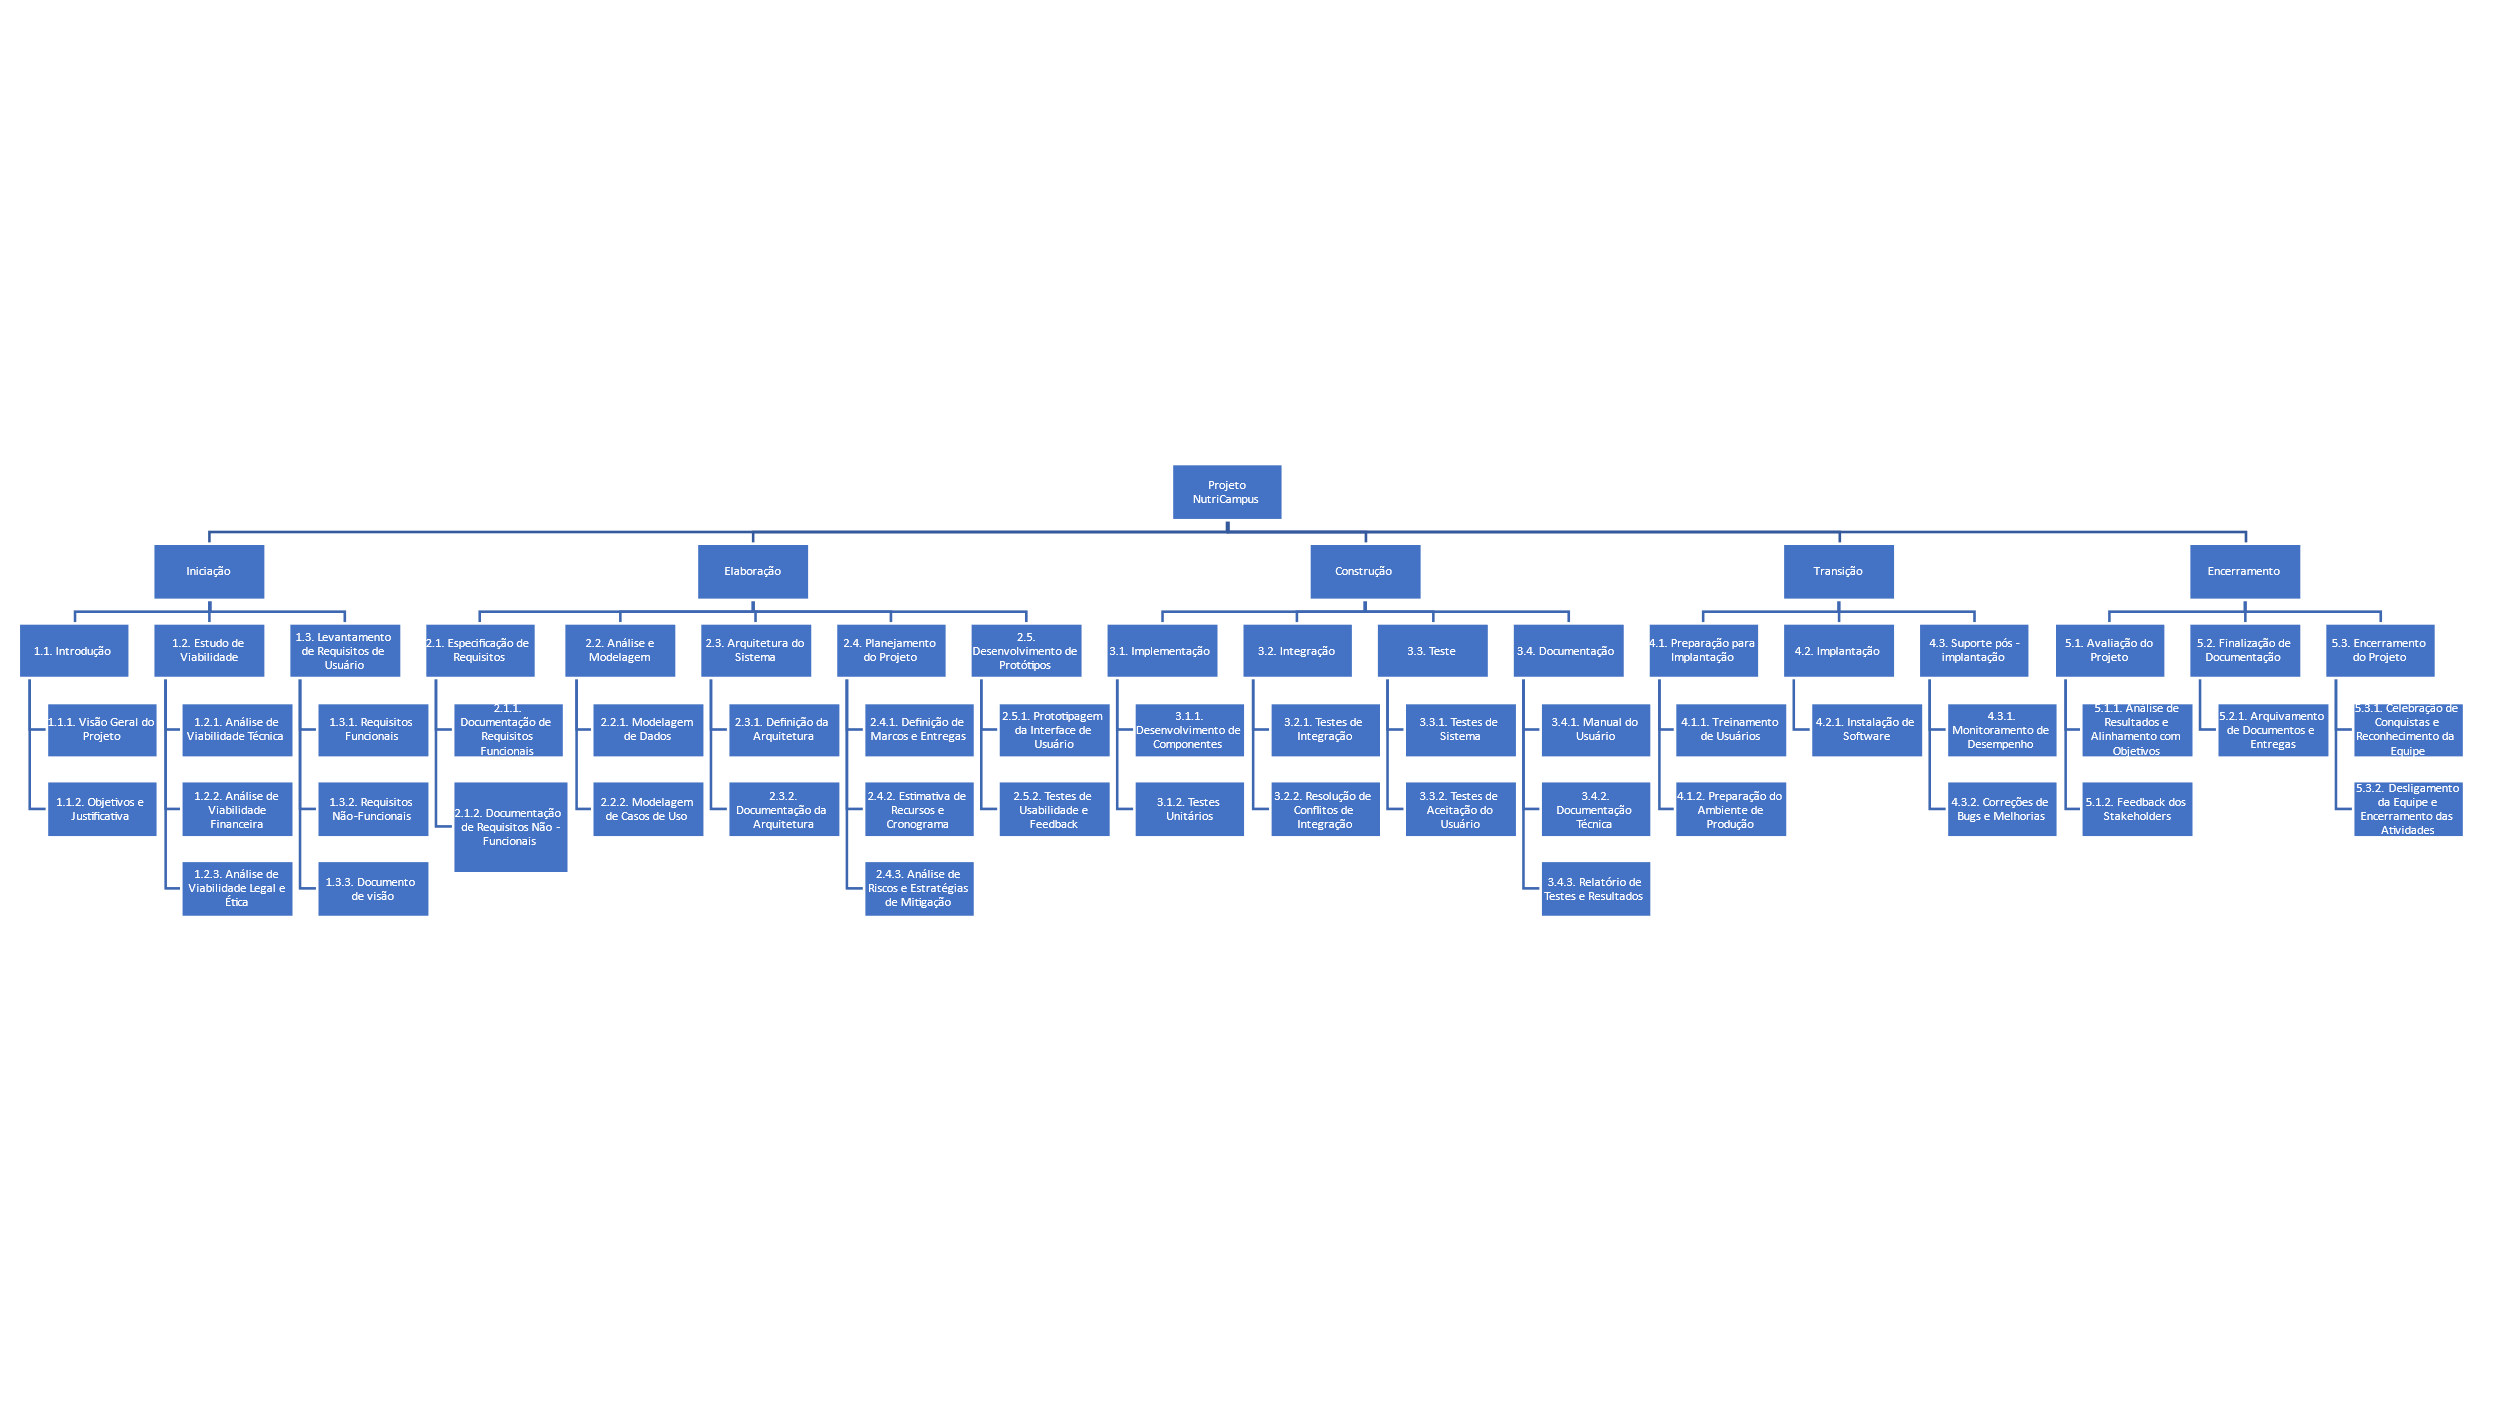 Projeto
NutriCampus
Iniciação
Elaboração
Construção
Transição
Encerramento
1.1. Introdução
1.2. Estudo de
Viabilidade
1.3. Levantamento
de Requisitos de
Usuário
2.1. Especificação de
Requisitos
2.2. Análise e
Modelagem
2.3. Arquitetura do
Sistema
2.4. Planejamento
do Projeto
2.5.
Desenvolvimento de
Protótipos
3.1. Implementação
3.2. Integração
3.3. Teste
3.4. Documentação
4.1. Preparação para
Implantação
4.2. Implantação
4.3. Suporte pós -
implantação
5.1. Avaliação do
Projeto
5.2. Finalização de
Documentação
5.3. Encerramento
do Projeto
1.1.1. Visão Geral do
Projeto
1.2.1. Análise de
Viabilidade Técnica
1.3.1. Requisitos
Funcionais
2.1.1.
Documentação de
Requisitos
Funcionais
2.2.1. Modelagem
de Dados
2.3.1. Definição da
Arquitetura
2.4.1. Definição de
Marcos e Entregas
2.5.1. Prototipagem
da Interface de
Usuário
3.1.1.
Desenvolvimento de
Componentes
3.2.1. Testes de
Integração
3.3.1. Testes de
Sistema
3.4.1. Manual do
Usuário
4.1.1. Treinamento
de Usuários
4.2.1. Instalação de
Software
4.3.1.
Monitoramento de
Desempenho
5.1.1. Análise de
Resultados e
Alinhamento com
Objetivos
5.2.1. Arquivamento
de Documentos e
Entregas
5.3.1. Celebração de
Conquistas e
Reconhecimento da
Equipe
1.1.2. Objetivos e
Justificativa
1.2.2. Análise de
Viabilidade
Financeira
1.3.2. Requisitos
Não-Funcionais
2.1.2. Documentação
de Requisitos Não -
Funcionais
2.2.2. Modelagem
de Casos de Uso
2.3.2.
Documentação da
Arquitetura
2.4.2. Estimativa de
Recursos e
Cronograma
2.5.2. Testes de
Usabilidade e
Feedback
3.1.2. Testes
Unitários
3.2.2. Resolução de
Conflitos de
Integração
3.3.2. Testes de
Aceitação do
Usuário
3.4.2.
Documentação
Técnica
4.1.2. Preparação do
Ambiente de
Produção
4.3.2. Correções de
Bugs e Melhorias
5.1.2. Feedback dos
Stakeholders
5.3.2. Desligamento
da Equipe e
Encerramento das
Atividades
1.2.3. Análise de
Viabilidade Legal e
Ética
1.3.3. Documento
de visão
2.4.3. Análise de
Riscos e Estratégias
de Mitigação
3.4.3. Relatório de
Testes e Resultados